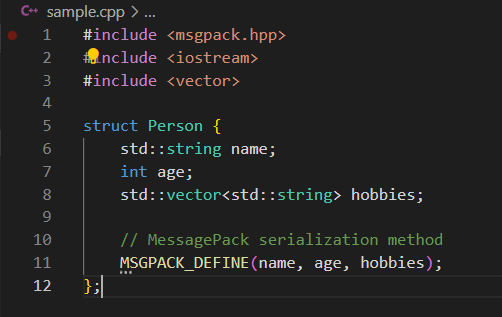 sample.cpp > ...
1 #include <msgpack.hpp>
2 #include <iostream>
3 #include <vector>
4
5 struct Person {
6     std::string name;
7     int age;
8     std::vector<std::string> hobbies;
9
10     // MessagePack serialization method
11     MSGPACK_DEFINE(name, age, hobbies);
12 };